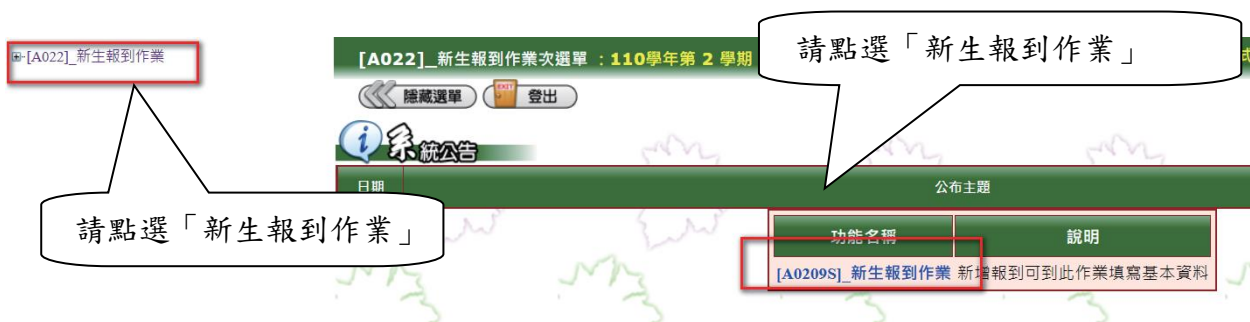 [A022]_新生報到作業
請點選「新生報到作業」
[A022]_新生報到作業次選單 : 110學年第 2 學期
請點選「新生報到作業」
式
隱藏選單
EXIT
登出
i
系統公告
日期
公布主題
功能名稱
說明
[A0209S]_新生報到作業
新增報到可到此作業填寫基本資料